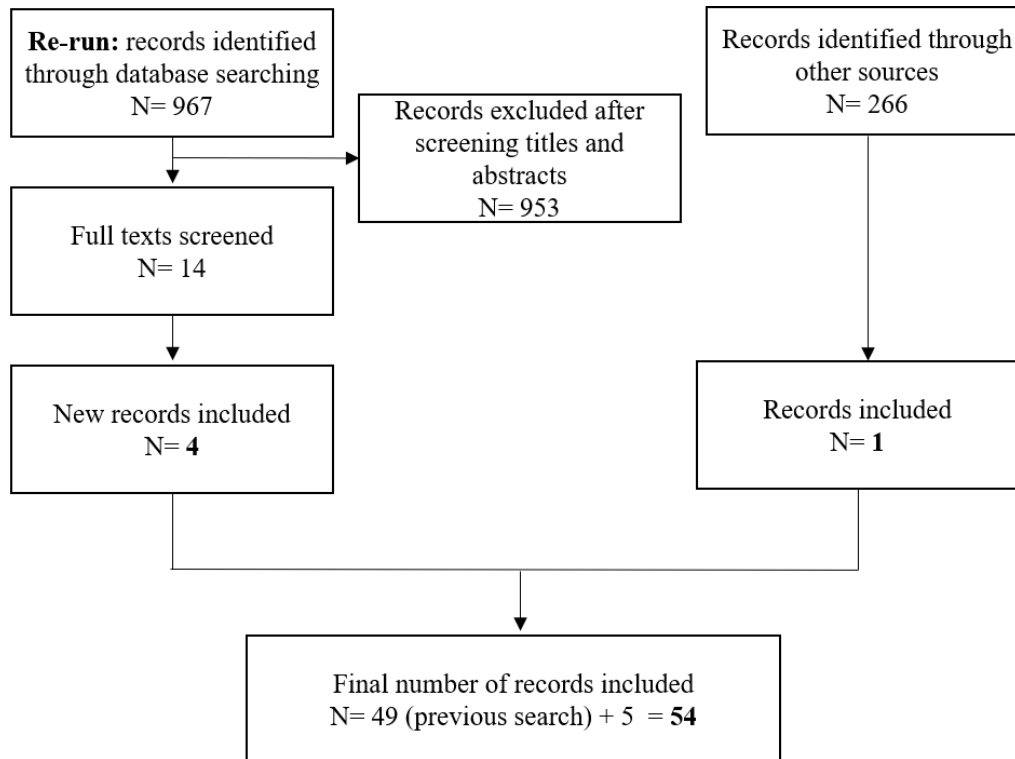 Re-run: records identified
through database searching
N= 967
Records identified through
other sources
N= 266
Records excluded after
screening titles and
abstracts
N= 953
Full texts screened
N= 14
New records included
N= 4
Records included
N= 1
Final number of records included
N= 49 (previous search) + 5 = 54